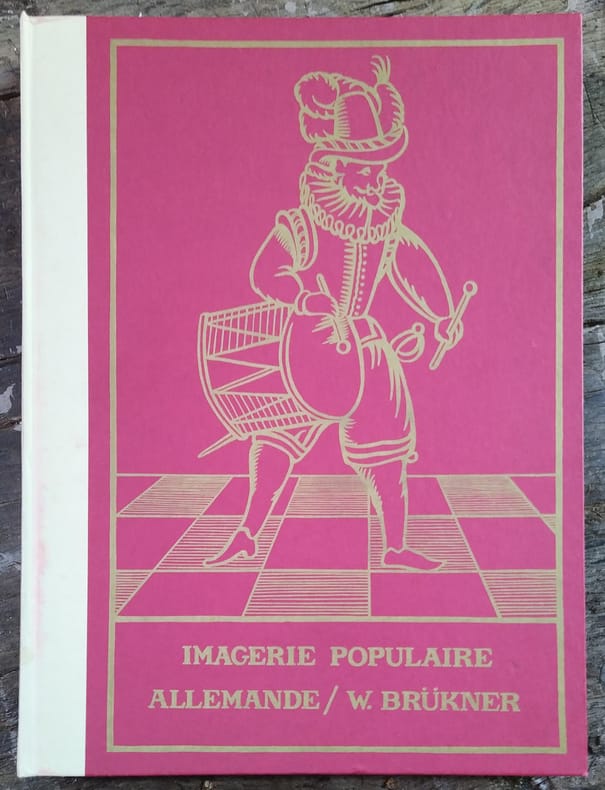 IMAGERIE POPULAIRE
ALLEMANDE / W. BRÜKNER